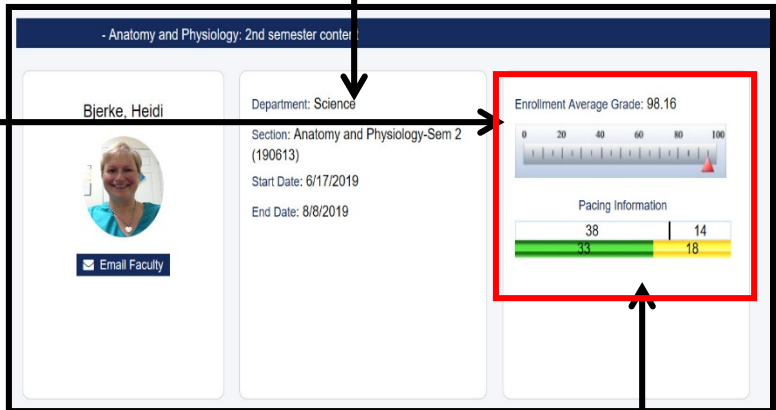 - Anatomy and Physiology: 2nd semester content
Bjerke, Heidi
Email Faculty
Department: Science
Section: Anatomy and Physiology-Sem 2
(190613)
Start Date: 6/17/2019
End Date: 8/8/2019
Enrollment Average Grade: 98.16
0 20 40 60 80 100
Pacing Information
38 14
33 18